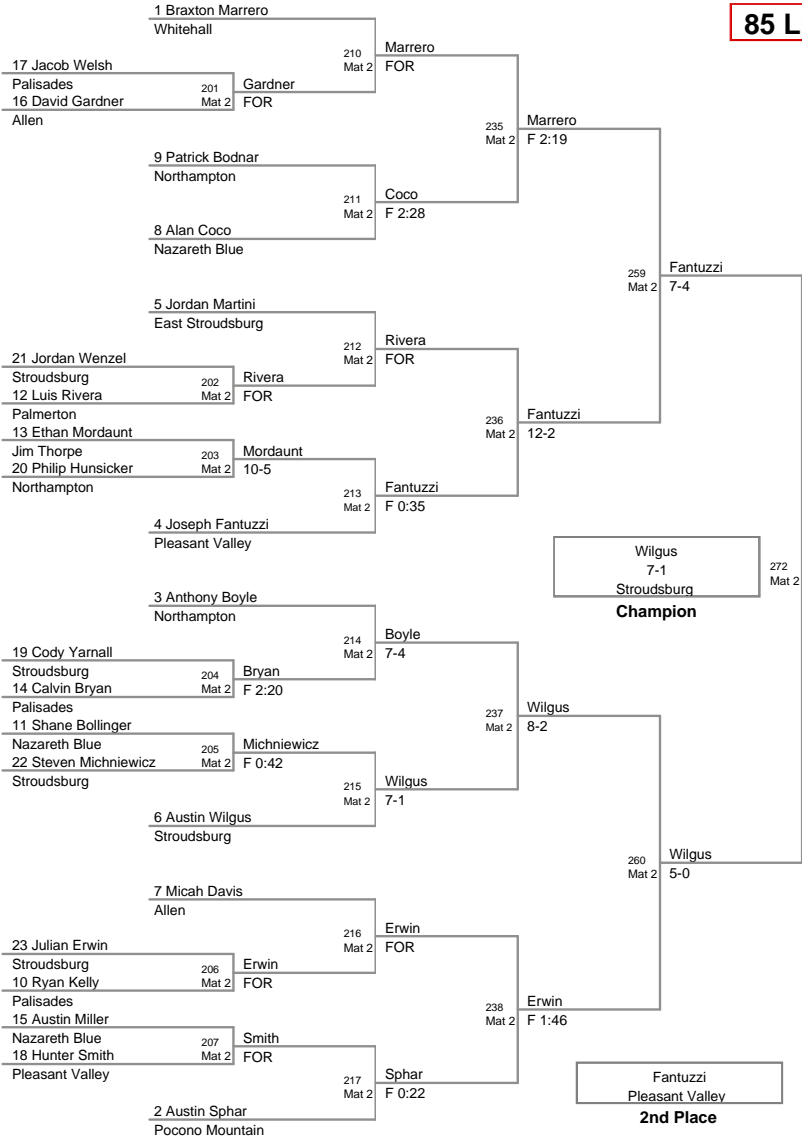 1 Braxton Marrero
Whitehall
85 L
210
Mat 2
Marrero
FOR
17 Jacob Welsh
Palisades
16 David Gardner
Allen
201
Mat 2
Gardner
FOR
235
Mat 2
Marrero
F 2:19
9 Patrick Bodnar
Northampton
211
Mat 2
Coco
F 2:28
8 Alan Coco
Nazareth Blue
259
Mat 2
Fantuzzi
7-4
5 Jordan Martini
East Stroudsburg
212
Mat 2
Rivera
FOR
21 Jordan Wenzel
Stroudsburg
12 Luis Rivera
Palmerton
202
Mat 2
Rivera
FOR
236
Mat 2
Fantuzzi
12-2
13 Ethan Mordaunt
Jim Thorpe
20 Philip Hunsicker
Northampton
203
Mat 2
Mordaunt
10-5
213
Mat 2
Fantuzzi
F 0:35
4 Joseph Fantuzzi
Pleasant Valley
Wilgus
7-1
Stroudsburg
Champion
272
Mat 2
3 Anthony Boyle
Northampton
214
Mat 2
Boyle
7-4
19 Cody Yarnall
Stroudsburg
14 Calvin Bryan
Palisades
204
Mat 2
Bryan
F 2:20
237
Mat 2
Wilgus
8-2
11 Shane Bollinger
Nazareth Blue
22 Steven Michniewicz
Stroudsburg
205
Mat 2
Michniewicz
F 0:42
215
Mat 2
Wilgus
7-1
6 Austin Wilgus
Stroudsburg
260
Mat 2
Wilgus
5-0
7 Micah Davis
Allen
216
Mat 2
Erwin
FOR
23 Julian Erwin
Stroudsburg
10 Ryan Kelly
Palisades
206
Mat 2
Erwin
FOR
238
Mat 2
Erwin
F 1:46
15 Austin Miller
Nazareth Blue
18 Hunter Smith
Pleasant Valley
207
Mat 2
Smith
FOR
217
Mat 2
Sphar
F 0:22
2 Austin Sphar
Pocono Mountain
Fantuzzi
Pleasant Valley
2nd Place